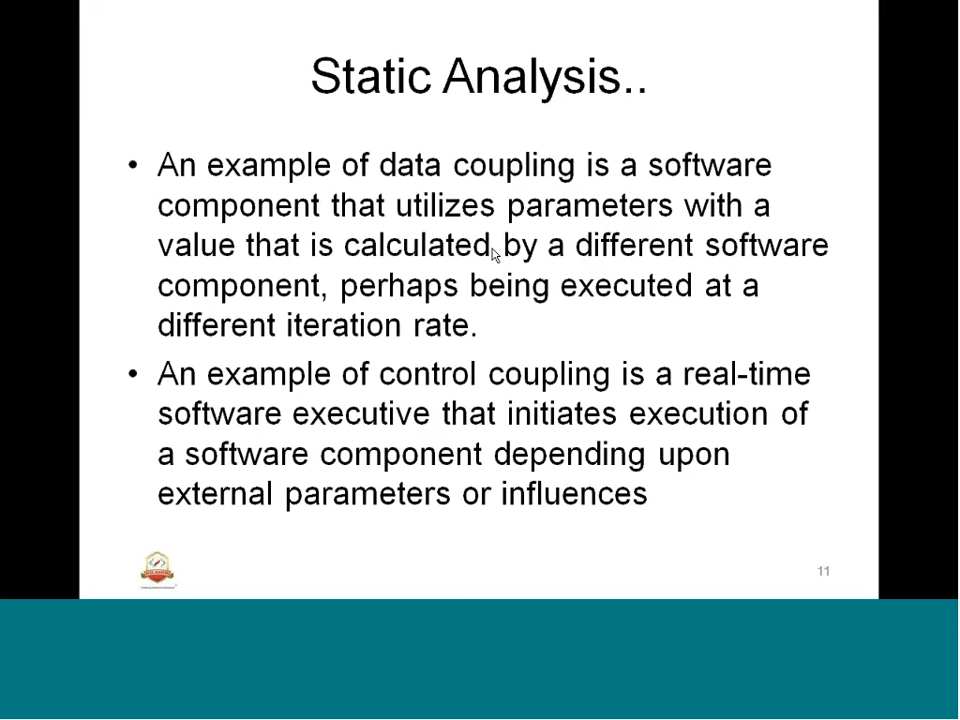 Static Analysis..
• An example of data coupling is a software
component that utilizes parameters with a
value that is calculated by a different software
component, perhaps being executed at a
different iteration rate.
• An example of control coupling is a real-time
software executive that initiates execution of
a software component depending upon
external parameters or influences
11